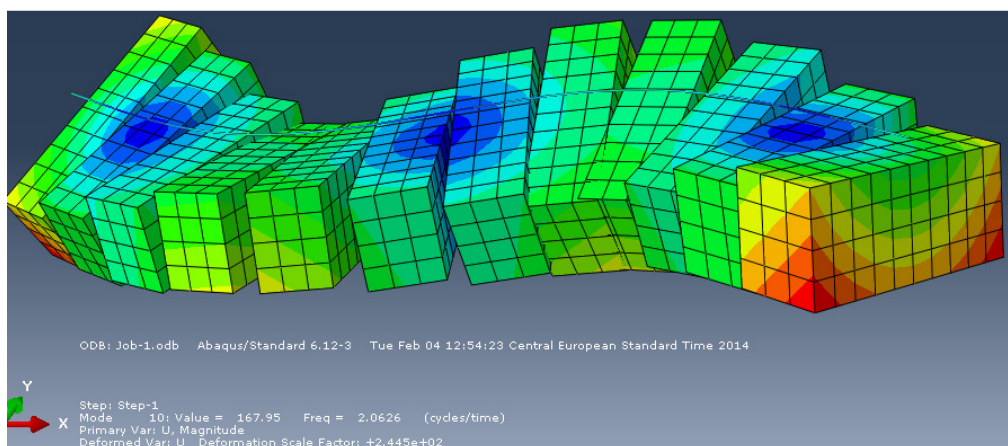 ODB: Job-1.odb    Abaqus/Standard 6.12-3    Tue Feb 04 12:54:23 Central European Standard Time 2014
Y
X
Step: Step-1
Mode        10: Value =   167.95    Freq =   2.0626    (cycles/time)
Primary Var: U, Magnitude
Deformed Var: U   Deformation Scale Factor: +2.445e+02